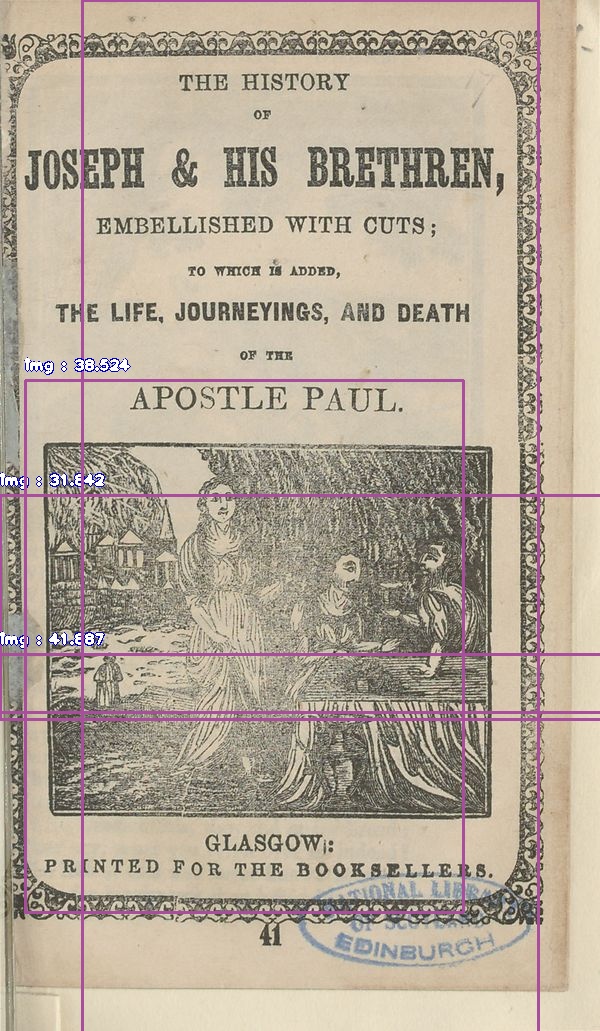 THE HISTORY
OF
JOSEPH & HIS BRETHREN,
EMBELLISHED WITH CUTS;
TO WHICH IS ADDED,
THE LIFE, JOURNEYINGS, AND DEATH
OF THE
img : 38.524
APOSTLE PAUL.
img : 31.842
img : 41.887
GLASGOW:
PRINTED FOR THE BOOKSELLERS.
NATIONAL LIBRARY
OF SCOTLAND
EDINBURGH
41